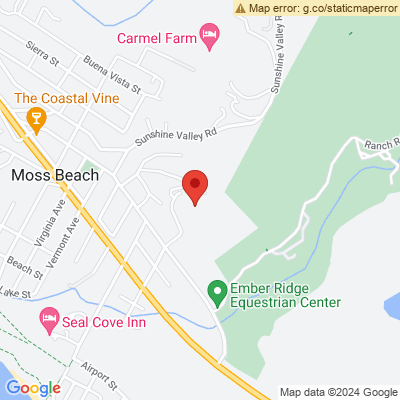 Map error: g.co/staticmaperror
Carmel Farm
Sierra St
Buena Vista St
Sunshine Valley R
The Coastal Vine
Sunshine Valley Rd
Ranch R
Moss Beach
Virginia Ave
Vermont Ave
Beach St
Lake St
Ember Ridge
Equestrian Center
Seal Cove Inn
Airport St
Google
Map data ©2024 Google